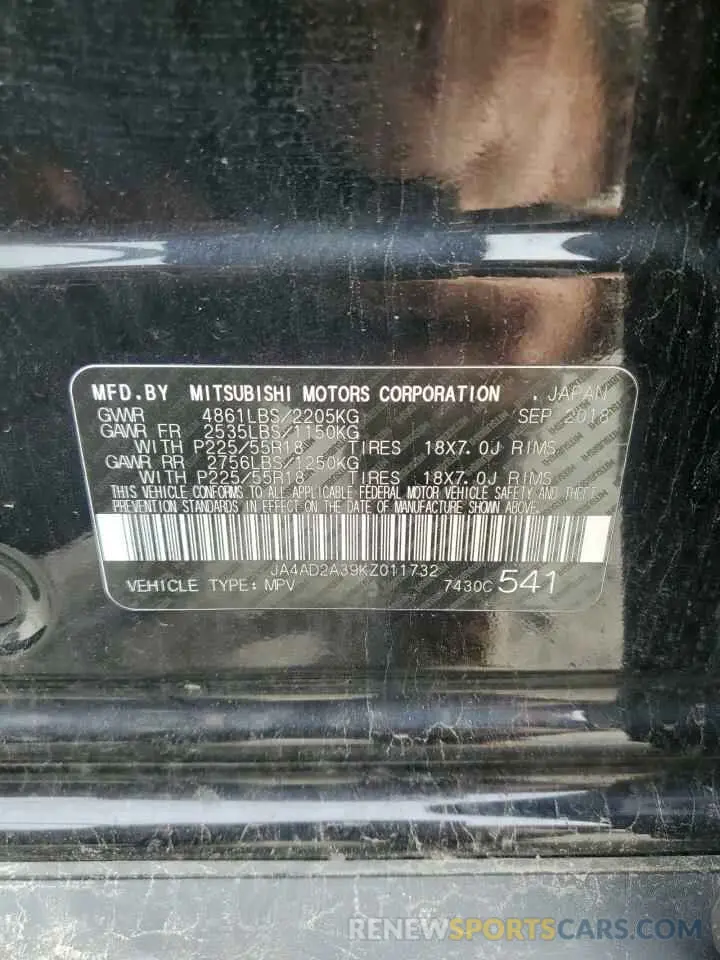 MFD.BY MITSUBISHI MOTORS CORPORATION . JAPAN
GVWR 4861LBS/2205KG SEP 2018
GAWR FR 2535LBS/1150KG
WITH P225/55R18 TIRES 18X7.0J RIMS
GAWR RR 2756LBS/1250KG
WITH P225/55R18 TIRES 18X7.0J RIMS
THIS VEHICLE CONFORMS TO ALL APPLICABLE FEDERAL MOTOR VEHICLE SAFETY AND THEFT
PREVENTION STANDARDS IN EFFECT ON THE DATE OF MANUFACTURE SHOWN ABOVE.
JA4AD2A39KZ011732
VEHICLE TYPE: MPV 7430C 541
RENEWSPORTSCARS.COM